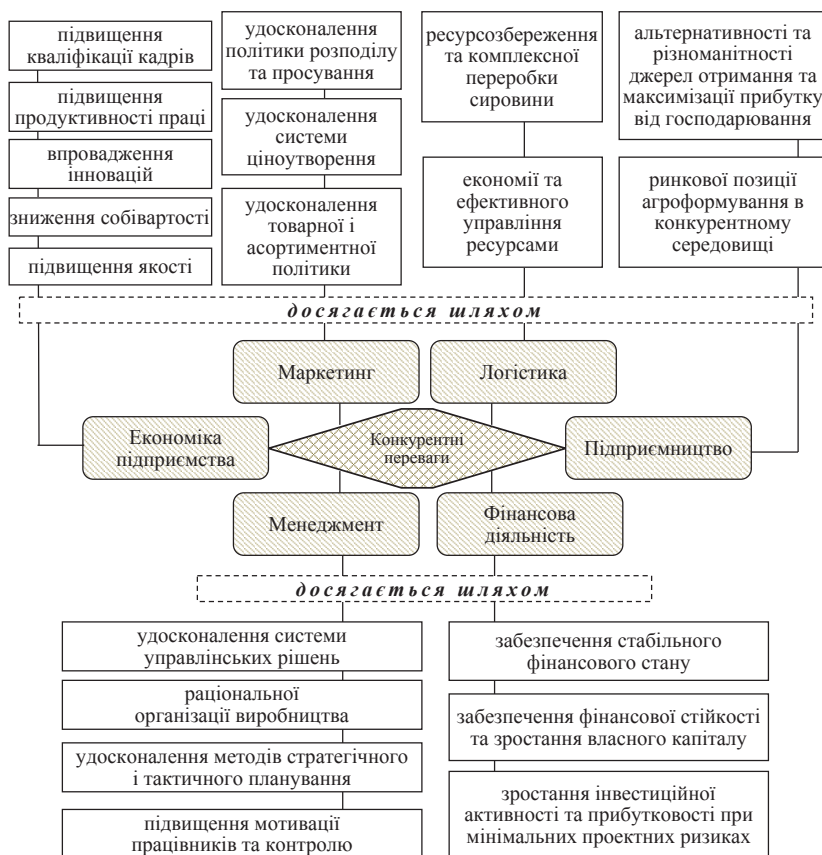 підвищення
кваліфікації кадрів
підвищення
продуктивності праці
впровадження
інновацій
зниження собівартості
підвищення якості
удосконалення
політики розподілу
та просування
удосконалення
системи
ціноутворення
удосконалення
товарної і
асортиментної
політики
ресурсозбереження
та комплексної
переробки
сировини
економії та
ефективного
управління
ресурсами
альтернативності та
різноманітності
джерел отримання та
максимізації прибутку
від господарювання
ринкової позиції
агроформування в
конкурентному
середовищі
досягається шляхом
Маркетинг
Логістика
Економіка
підприємства
Конкурентні
переваги
Підприємництво
Менеджмент
Фінансова
діяльність
досягається шляхом
удосконалення системи
управлінських рішень
раціональної
організації виробництва
удосконалення методів стратегічного
і тактичного планування
підвищення мотивації
працівників та контролю
забезпечення стабільного
фінансового стану
забезпечення фінансової стійкості
та зростання власного капіталу
зростання інвестиційної
активності та прибутковості при
мінімальних проектних ризиках